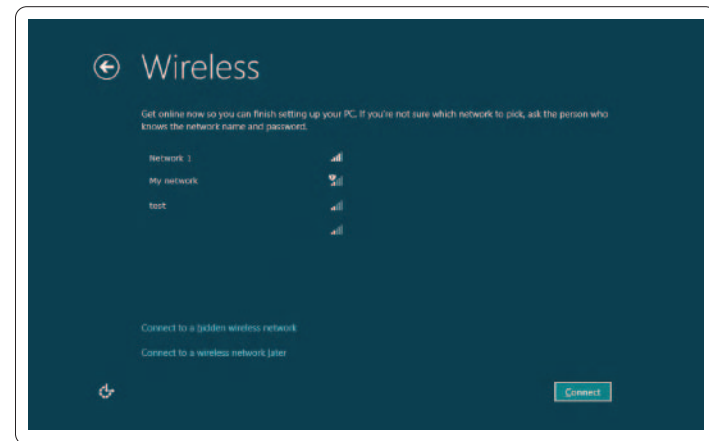 Wireless
Get online now so you can finish setting up your PC. If you're not sure which network to pick, ask the person who
knows the network name and password.
Network 1
My network
test
Connect to a hidden wireless network
Connect to a wireless network later
Connect